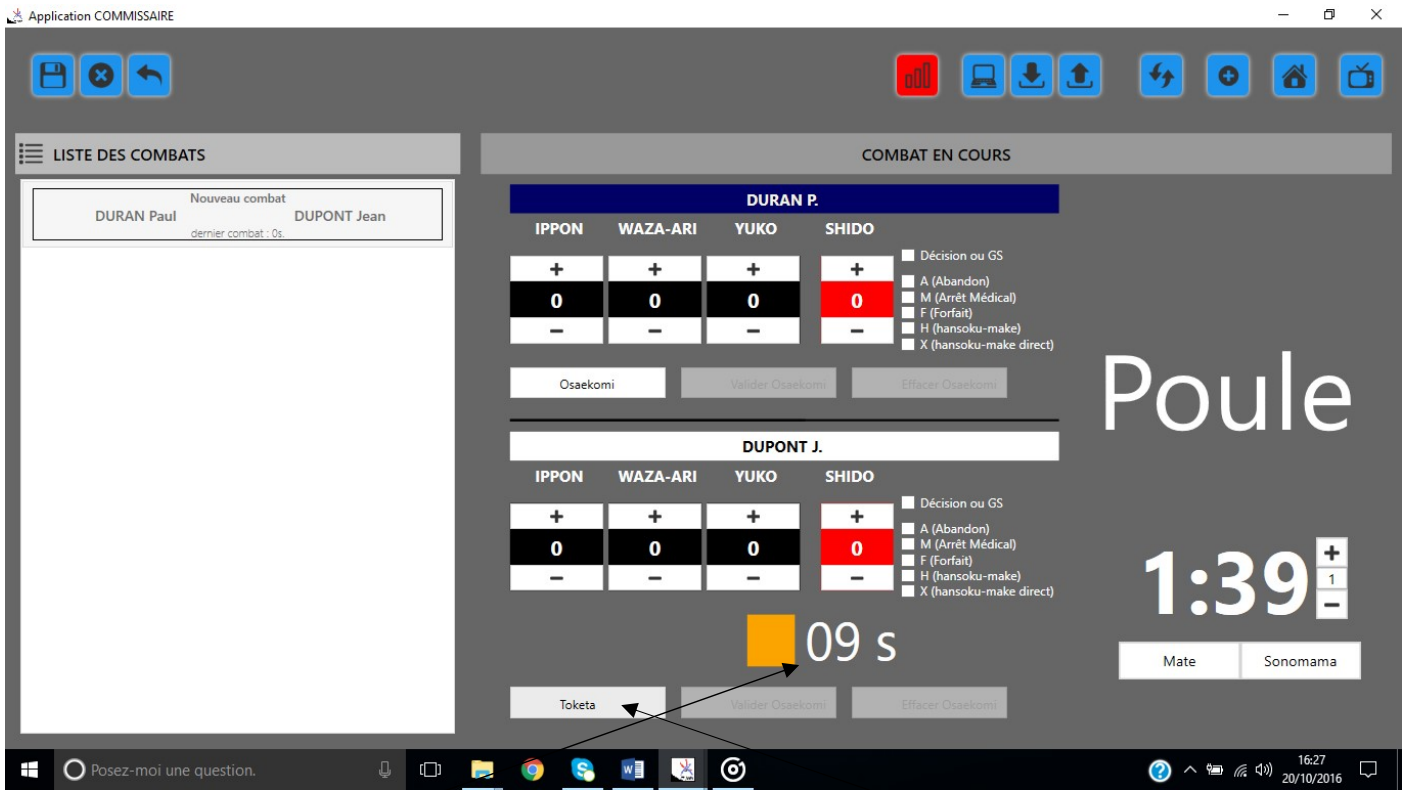 Application COMMISSAIRE
LISTE DES COMBATS
COMBAT EN COURS
Nouveau combat
DURAN Paul DUPONT Jean
dernier combat : 0s.
DURAN P.
IPPON WAZA-ARI YUKO SHIDO
+ + + +
0 0 0 0
− − − −
Décision ou GS
A (Abandon)
M (Arrêt Médical)
F (Forfait)
H (hansoku-make)
X (hansoku-make direct)
Osaekomi Valider Osaekomi Effacer Osaekomi
DUPONT J.
IPPON WAZA-ARI YUKO SHIDO
+ + + +
0 0 0 0
− − − −
Décision ou GS
A (Abandon)
M (Arrêt Médical)
F (Forfait)
H (hansoku-make)
X (hansoku-make direct)
09 s
Toketa Valider Osaekomi Effacer Osaekomi
Poule
1:39
+
1
−
Mate Sonomama
Posez-moi une question.
16:27
20/10/2016